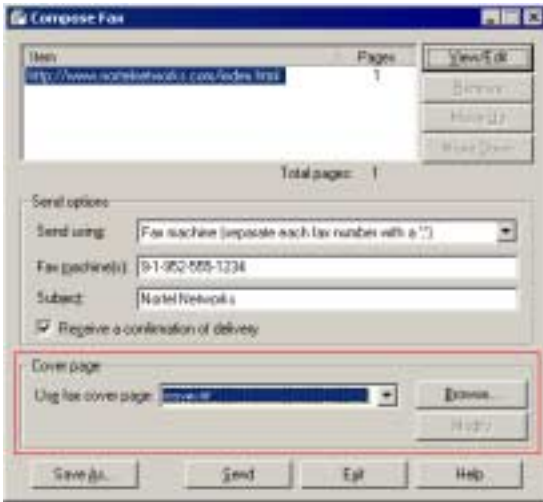 Compose Fax
Item Pages
http://www.nortelnetworks.com/index.html 1
View/Edit
Remove
Move Up
Move Down
Total pages: 1
Send options
Send using: Fax machine (separate each fax number with a ";")
Fax machine(s): 9-1-952-555-1234
Subject: Nortel Networks
Receive a confirmation of delivery
Cover page
Use fax cover page:
Browse...
Modify
Save As... Send Exit Help